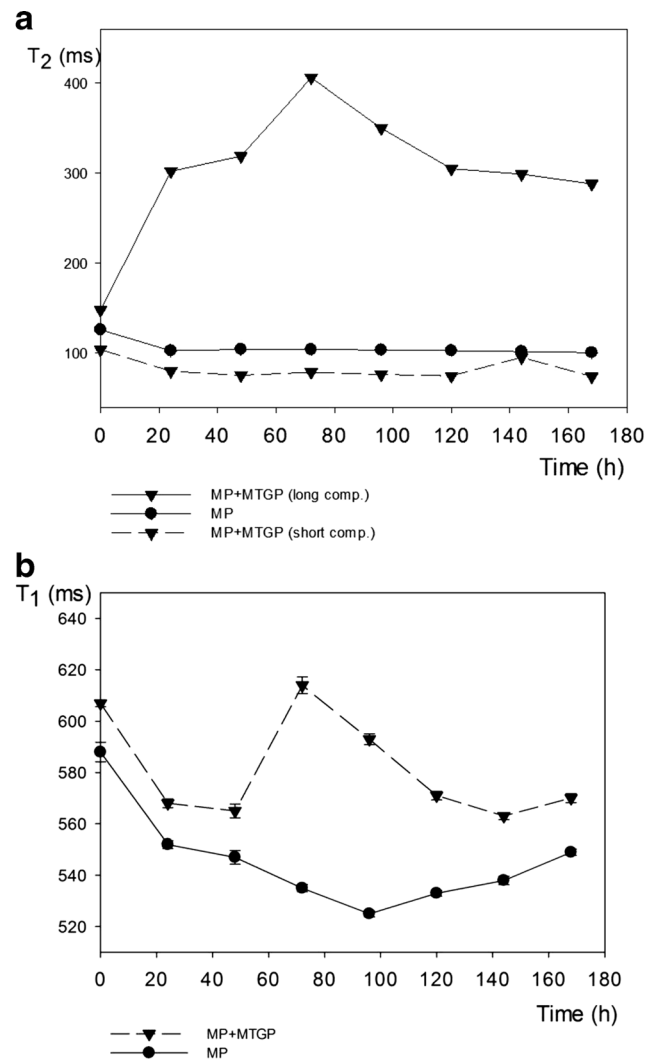 a
T2 (ms)
400
300
200
100
0 20 40 60 80 100 120 140 160 180
Time (h)
MP+MTGP (long comp.)
MP
MP+MTGP (short comp.)
b
T1 (ms)
640
620
600
580
560
540
520
0 20 40 60 80 100 120 140 160 180
Time (h)
MP+MTGP
MP